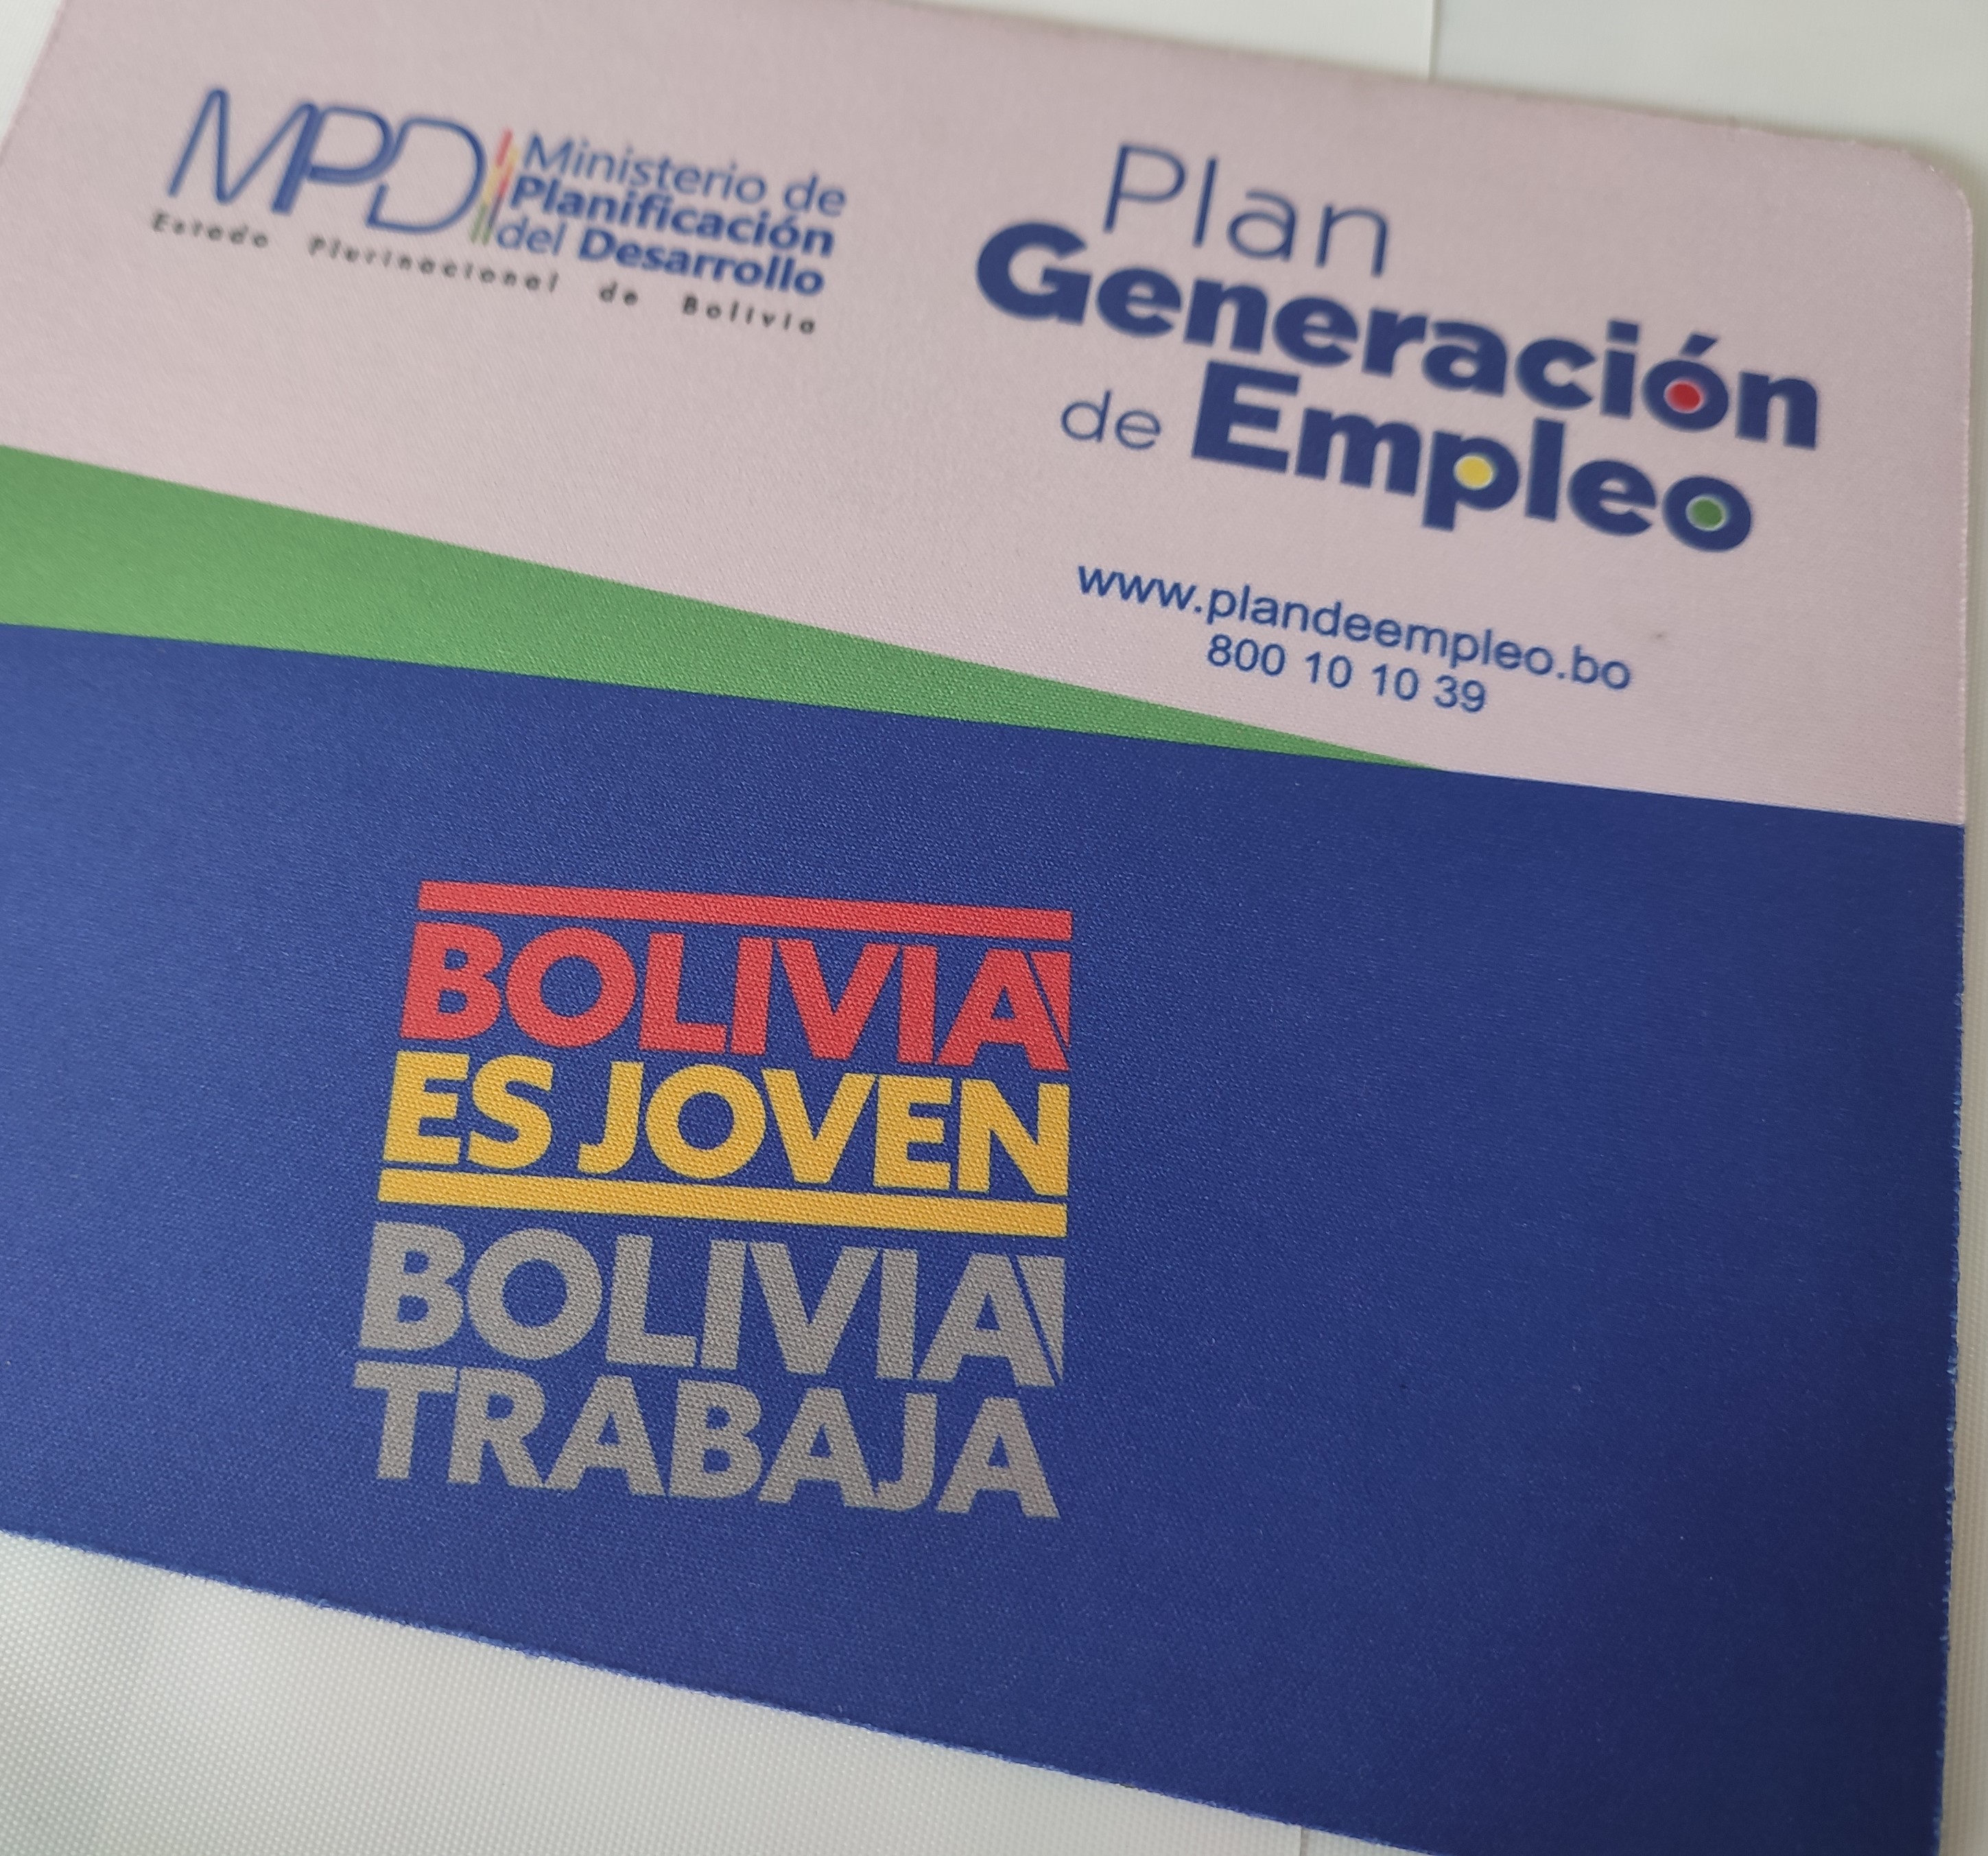 MPD
Ministerio de
Planificación
del Desarrollo
Estado Plurinacional de Bolivia
Plan
Generación
de Empleo
www.plandeempleo.bo
800 10 10 39
BOLIVIA
ES JOVEN
BOLIVIA
TRABAJA